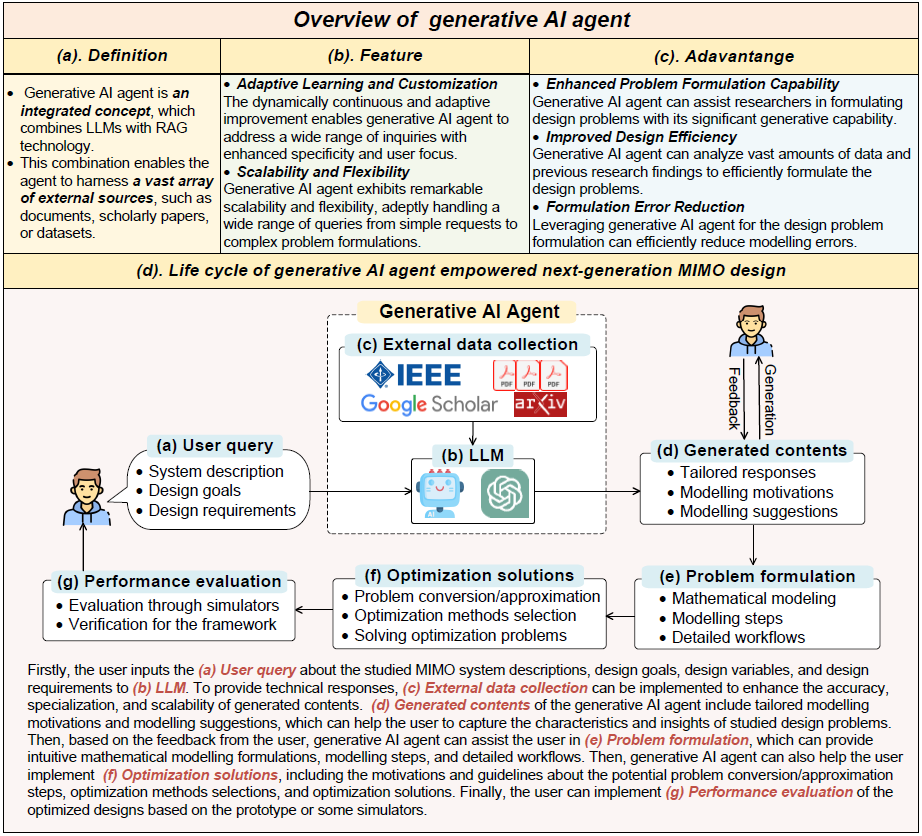 Overview of generative AI agent
(a). Definition
(b). Feature
(c). Adavantange
• Generative AI agent is an
integrated concept, which
combines LLMs with RAG
technology.
• This combination enables the
agent to harness a vast array
of external sources, such as
documents, scholarly papers,
or datasets.
• Adaptive Learning and Customization
The dynamically continuous and adaptive
improvement enables generative AI agent to
address a wide range of inquiries with
enhanced specificity and user focus.
• Scalability and Flexibility
Generative AI agent exhibits remarkable
scalability and flexibility, adeptly handling a
wide range of queries from simple requests to
complex problem formulations.
• Enhanced Problem Formulation Capability
Generative AI agent can assist researchers in formulating
design problems with its significant generative capability.
• Improved Design Efficiency
Generative AI agent can analyze vast amounts of data and
previous research findings to efficiently formulate the
design problems.
• Formulation Error Reduction
Leveraging generative AI agent for the design problem
formulation can efficiently reduce modelling errors.
(d). Life cycle of generative AI agent empowered next-generation MIMO design
Generative AI Agent
(c) External data collection
IEEE
PDF PDF PDF
Google Scholar
arXiv
(a) User query
• System description
• Design goals
• Design requirements
(b) LLM
AI
Feedback
Generation
(d) Generated contents
• Tailored responses
• Modelling motivations
• Modelling suggestions
(g) Performance evaluation
• Evaluation through simulators
• Verification for the framework
(f) Optimization solutions
• Problem conversion/approximation
• Optimization methods selection
• Solving optimization problems
(e) Problem formulation
• Mathematical modeling
• Modelling steps
• Detailed workflows
Firstly, the user inputs the (a) User query about the studied MIMO system descriptions, design goals, design variables, and design
requirements to (b) LLM. To provide technical responses, (c) External data collection can be implemented to enhance the accuracy,
specialization, and scalability of generated contents. (d) Generated contents of the generative AI agent include tailored modelling
motivations and modelling suggestions, which can help the user to capture the characteristics and insights of studied design problems.
Then, based on the feedback from the user, generative AI agent can assist the user in (e) Problem formulation, which can provide
intuitive mathematical modelling formulations, modelling steps, and detailed workflows. Then, generative AI agent can also help the user
implement (f) Optimization solutions, including the motivations and guidelines about the potential problem conversion/approximation
steps, optimization methods selections, and optimization solutions. Finally, the user can implement (g) Performance evaluation of the
optimized designs based on the prototype or some simulators.